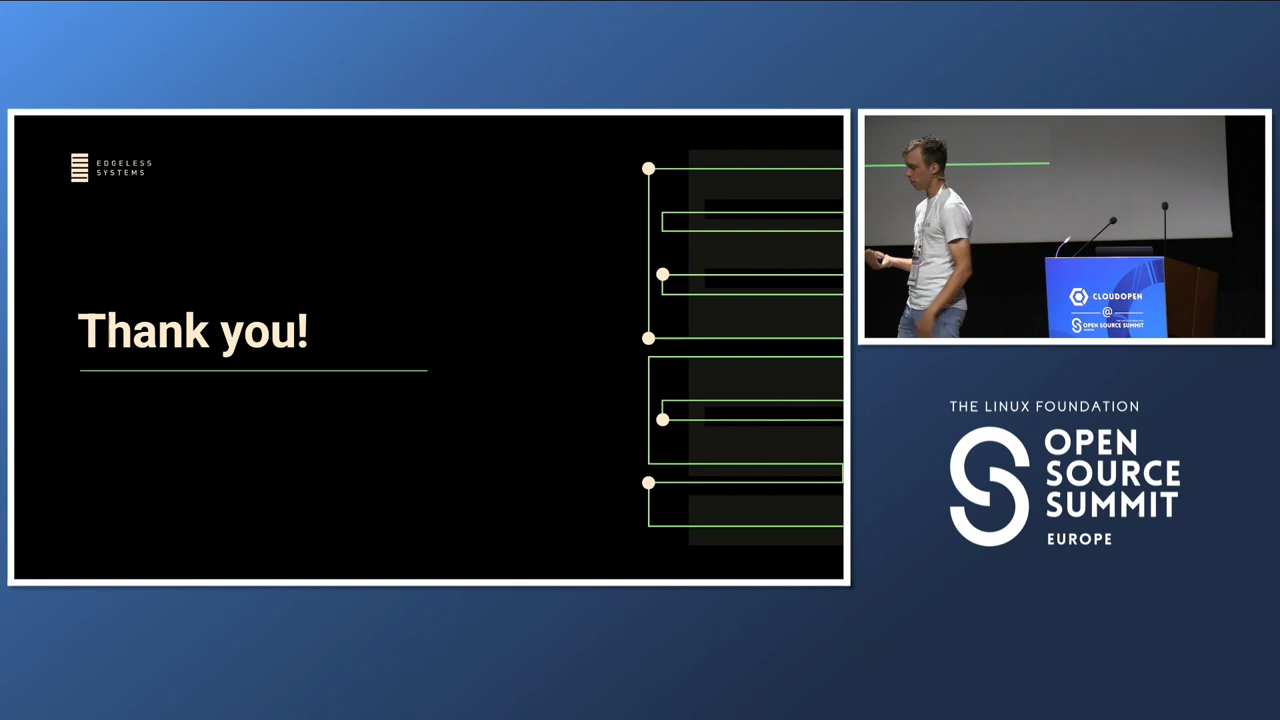 EDGELESS
SYSTEMS
Thank you!
CLOUDOPEN
@
OPEN SOURCE SUMMIT
THE LINUX FOUNDATION
OPEN
SOURCE
SUMMIT
EUROPE